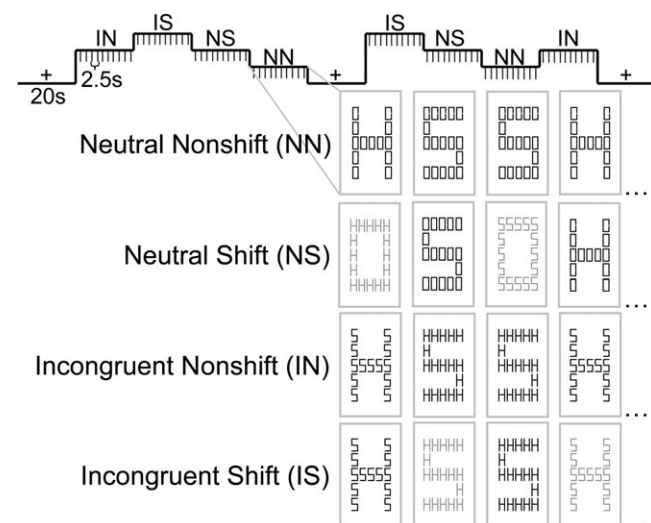 IS IS
IN NS NS IN
NN NN
+ 2.5s + +
20s
Neutral Nonshift (NN)
...
Neutral Shift (NS)
...
Incongruent Nonshift (IN)
...
Incongruent Shift (IS)